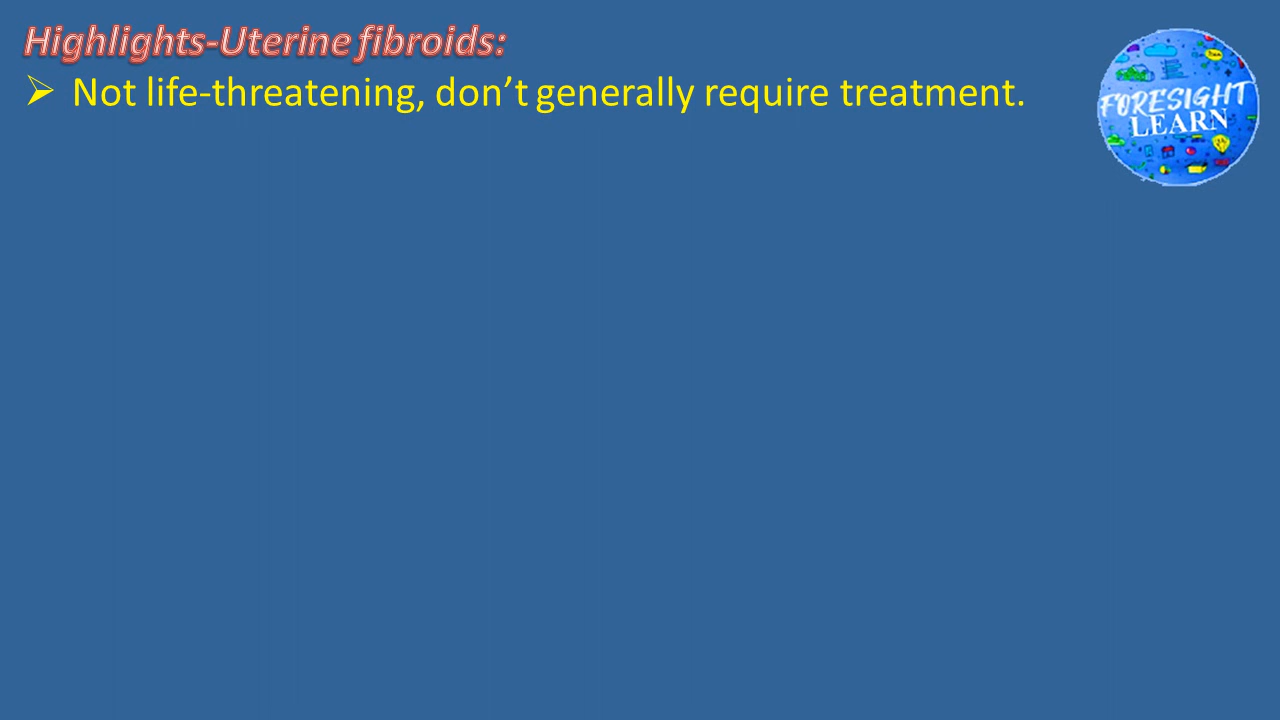 Highlights-Uterine fibroids:
➢ Not life-threatening, don’t generally require treatment.
FORESIGHT
LEARN